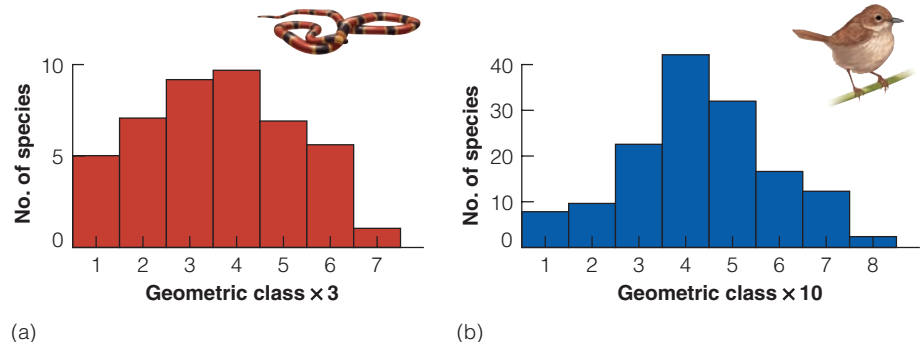 No. of species
10
5
0
1 2 3 4 5 6 7
Geometric class × 3
(a)
No. of species
40
30
20
10
0
1 2 3 4 5 6 7 8
Geometric class × 10
(b)